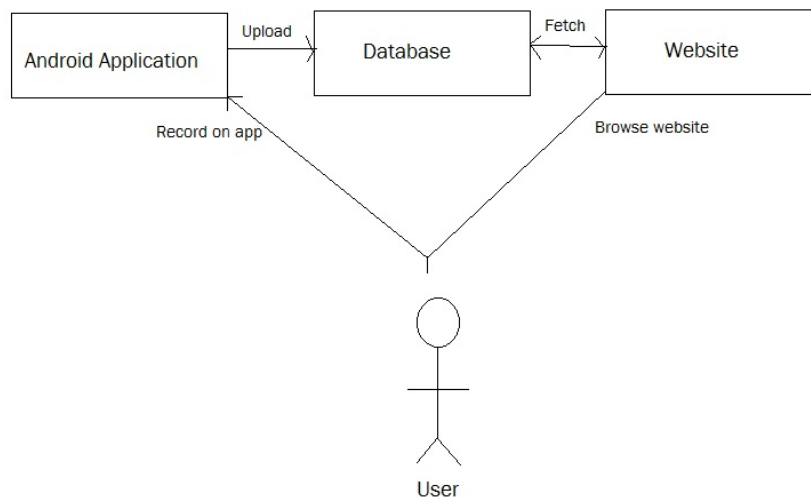 Upload
Fetch
Android Application
Database
Website
Record on app
Browse website
User